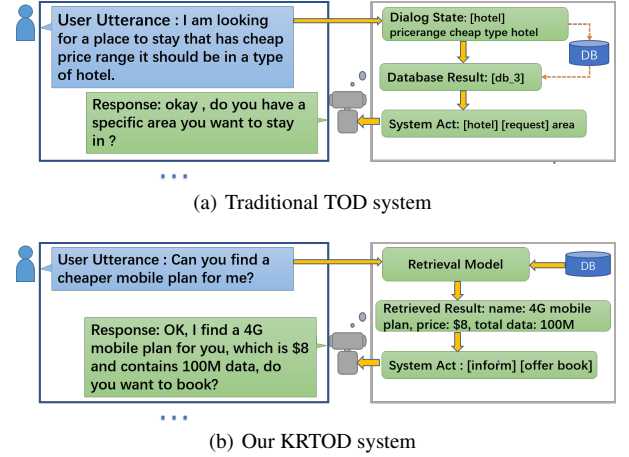 User Utterance : I am looking
for a place to stay that has cheap
price range it should be in a type
of hotel.
Response: okay , do you have a
specific area you want to stay
in ?
Dialog State: [hotel]
pricerange cheap type hotel
DB
Database Result: [db_3]
System Act: [hotel] [request] area
...
(a) Traditional TOD system
User Utterance : Can you find a
cheaper mobile plan for me?
Response: OK, I find a 4G
mobile plan for you, which is $8
and contains 100M data, do
you want to book?
Retrieval Model
DB
Retrieved Result: name: 4G mobile
plan, price: $8, total data: 100M
System Act : [inform] [offer book]
...
(b) Our KRTOD system